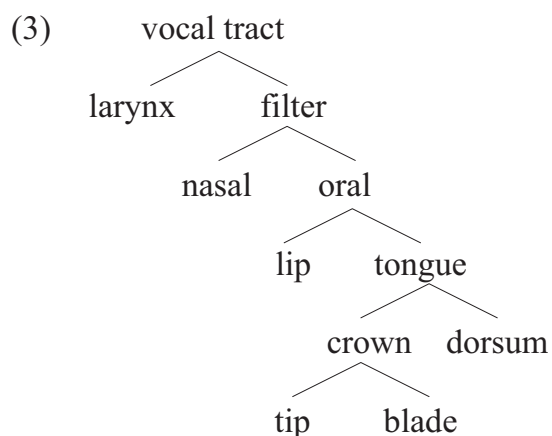 (3) vocal tract
larynx filter
nasal oral
lip tongue
crown dorsum
tip blade